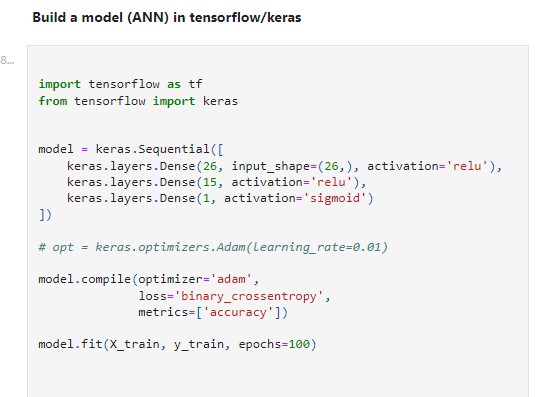 Build a model (ANN) in tensorflow/keras
8...
import tensorflow as tf
from tensorflow import keras
model = keras.Sequential([
    keras.layers.Dense(26, input_shape=(26,), activation='relu'),
    keras.layers.Dense(15, activation='relu'),
    keras.layers.Dense(1, activation='sigmoid')
])
# opt = keras.optimizers.Adam(learning_rate=0.01)
model.compile(optimizer='adam',
              loss='binary_crossentropy',
              metrics=['accuracy'])
model.fit(X_train, y_train, epochs=100)